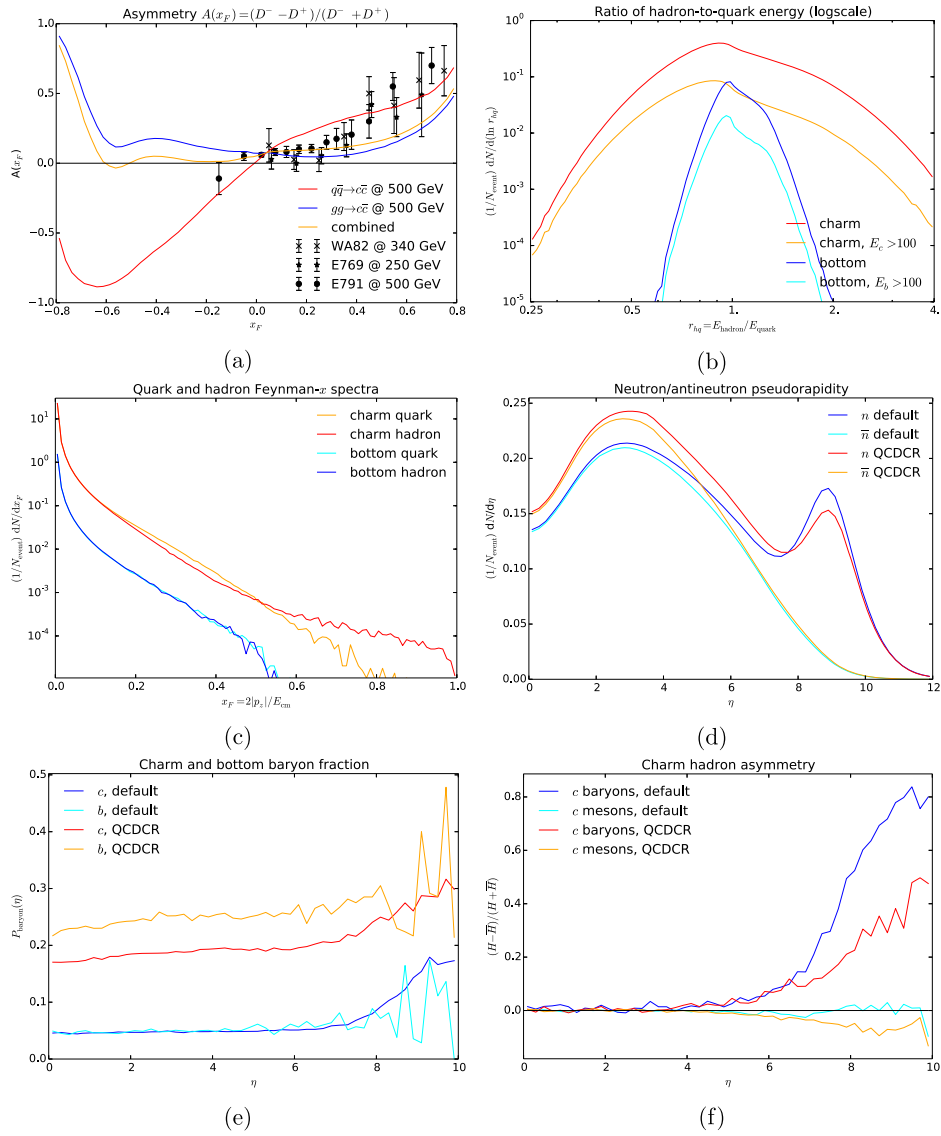 Asymmetry A(x_F)=(D⁻ −D⁺)/(D⁻ +D⁺)
A(x_F)
1.0
0.5
0.0
−0.5
−1.0
q\bar{q}→c\bar{c} @ 500 GeV
gg→c\bar{c} @ 500 GeV
combined
WA82 @ 340 GeV
E769 @ 250 GeV
E791 @ 500 GeV
−0.8 −0.6 −0.4 −0.2 0.0 0.2 0.4 0.6 0.8
x_F
(a)
Ratio of hadron-to-quark energy (logscale)
(1/N_event) dN/d(ln r_hq)
10⁰
10⁻¹
10⁻²
10⁻³
10⁻⁴
10⁻⁵
charm
charm, E_c >100
bottom
bottom, E_b >100
0.25 0.5 1.0 2.0 4.
r_hq=E_hadron/E_quark
(b)
Quark and hadron Feynman-x spectra
(1/N_event) dN/dx_F
10¹
10⁰
10⁻¹
10⁻²
10⁻³
10⁻⁴
charm quark
charm hadron
bottom quark
bottom hadron
0.0 0.2 0.4 0.6 0.8 1.0
x_F =2|p_z|/E_cm
(c)
Neutron/antineutron pseudorapidity
(1/N_event) dN/dη
0.25
0.20
0.15
0.10
0.05
0.00
n default
\bar{n} default
n QCDCR
\bar{n} QCDCR
0 2 4 6 8 10 12
η
(d)
Charm and bottom baryon fraction
P_baryon(η)
0.5
0.4
0.3
0.2
0.1
0.0
c, default
b, default
c, QCDCR
b, QCDCR
0 2 4 6 8 10
η
(e)
Charm hadron asymmetry
(H−\bar{H})/(H+\bar{H})
0.8
0.6
0.4
0.2
0.0
c baryons, default
c mesons, default
c baryons, QCDCR
c mesons, QCDCR
0 2 4 6 8 10
η
(f)